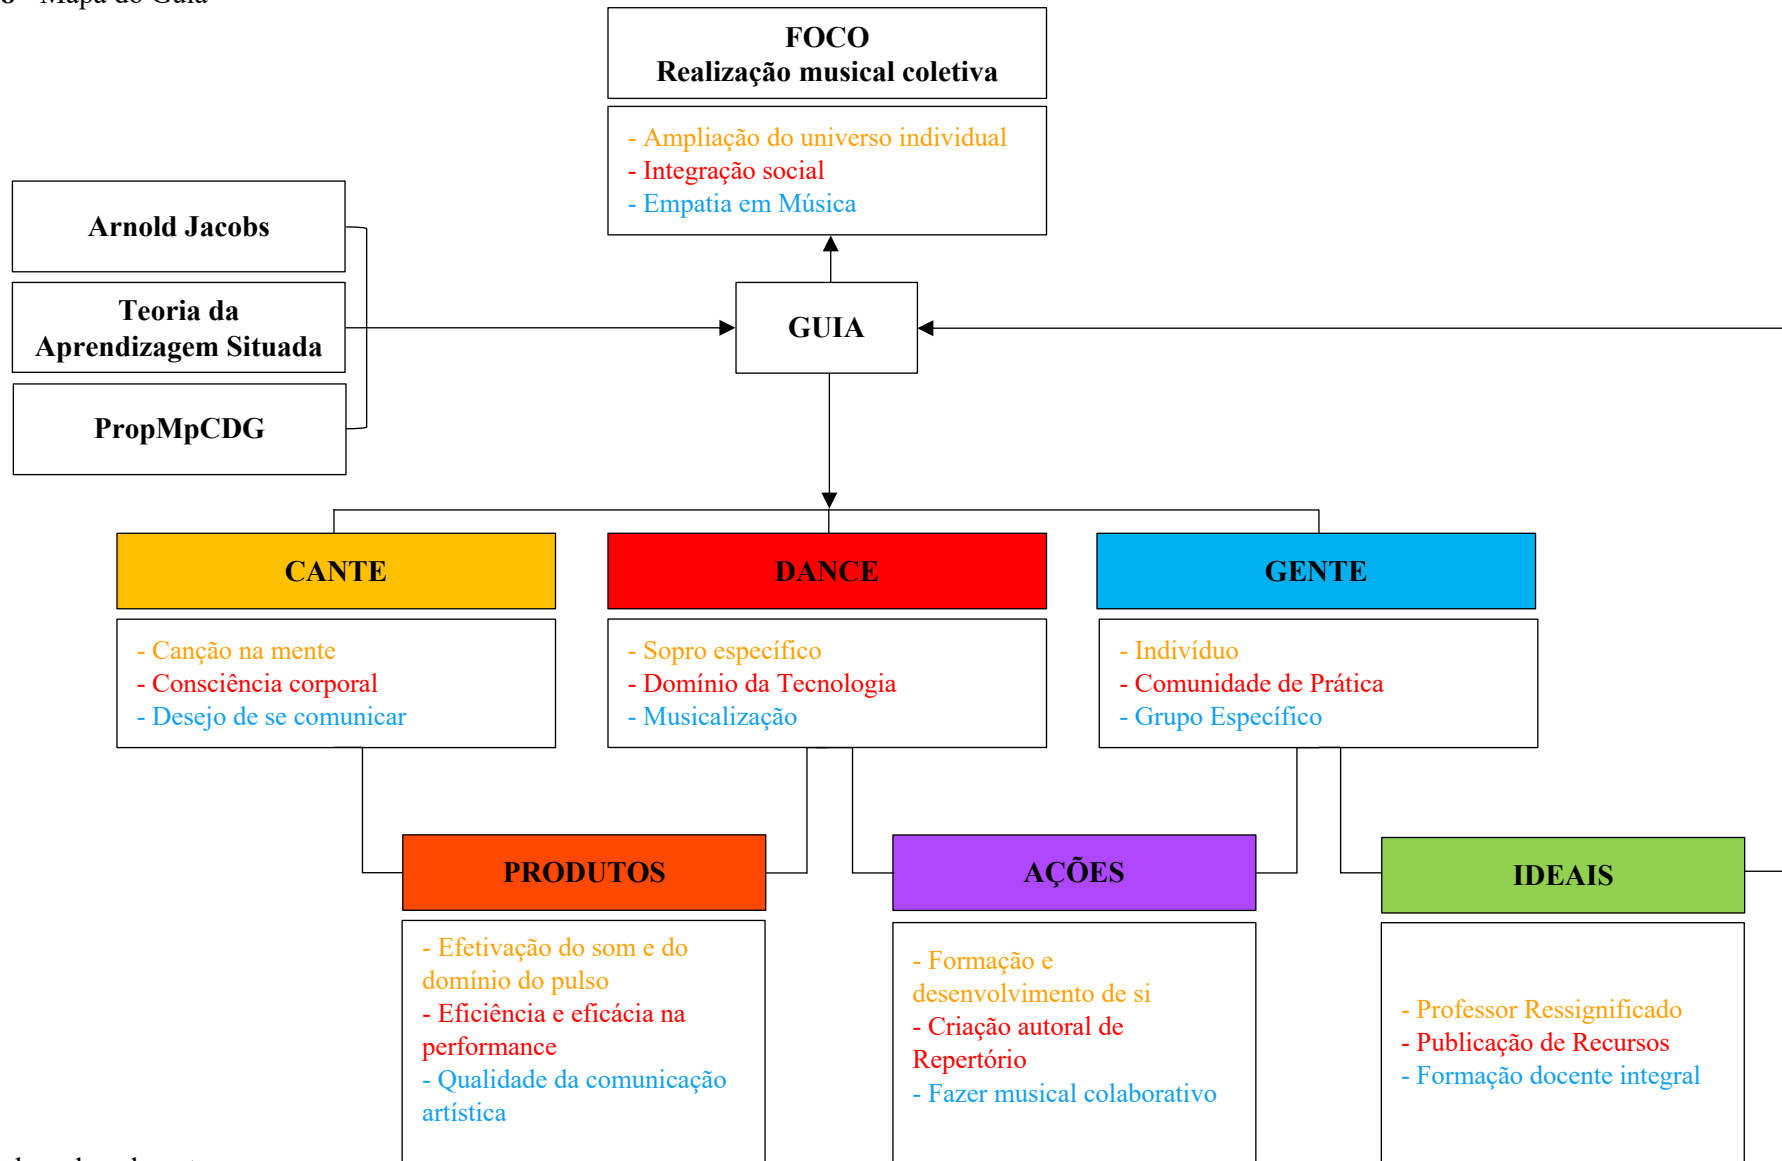 Mapa do Guia
FOCO
Realização musical coletiva
- Ampliação do universo individual
- Integração social
- Empatia em Música
Arnold Jacobs
Teoria da
Aprendizagem Situada
PropMpCDG
GUIA
CANTE
- Canção na mente
- Consciência corporal
- Desejo de se comunicar
DANCE
- Sopro específico
- Domínio da Tecnologia
- Musicalização
GENTE
- Indivíduo
- Comunidade de Prática
- Grupo Específico
PRODUTOS
- Efetivação do som e do
domínio do pulso
- Eficiência e eficácia na
performance
- Qualidade da comunicação
artística
AÇÕES
- Formação e
desenvolvimento de si
- Criação autoral de
Repertório
- Fazer musical colaborativo
IDEAIS
- Professor Ressignificado
- Publicação de Recursos
- Formação docente integral